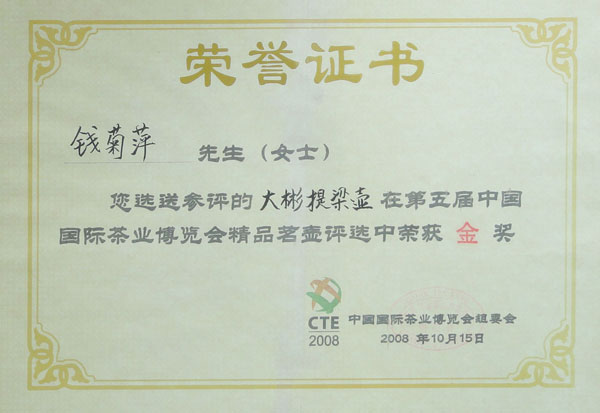 荣誉证书
钱菊萍 先生（女士）
您选送参评的 大彬提梁壶 在第五届中国
国际茶业博览会精品茗壶评选中荣获 金 奖
CTE
2008
中国国际茶业博览会组委会
2008 年10月15日